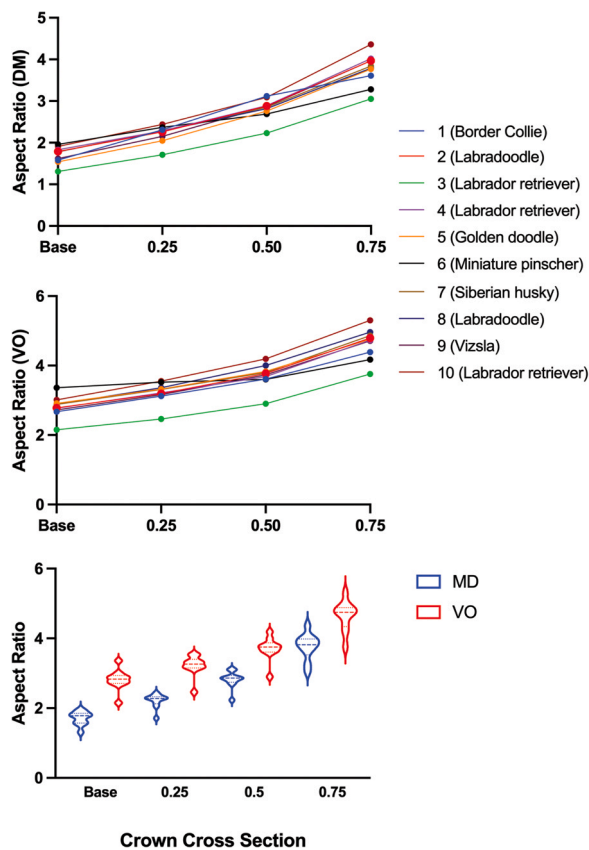 Aspect Ratio (DM)
5
4
3
2
1
0
Base 0.25 0.50 0.75
1 (Border Collie)
2 (Labradoodle)
3 (Labrador retriever)
4 (Labrador retriever)
5 (Golden doodle)
6 (Miniature pinscher)
7 (Siberian husky)
8 (Labradoodle)
9 (Vizsla)
10 (Labrador retriever)
Aspect Ratio (VO)
6
4
2
0
Base 0.25 0.50 0.75
Aspect Ratio
6
4
2
0
Base 0.25 0.5 0.75
MD
VO
Crown Cross Section